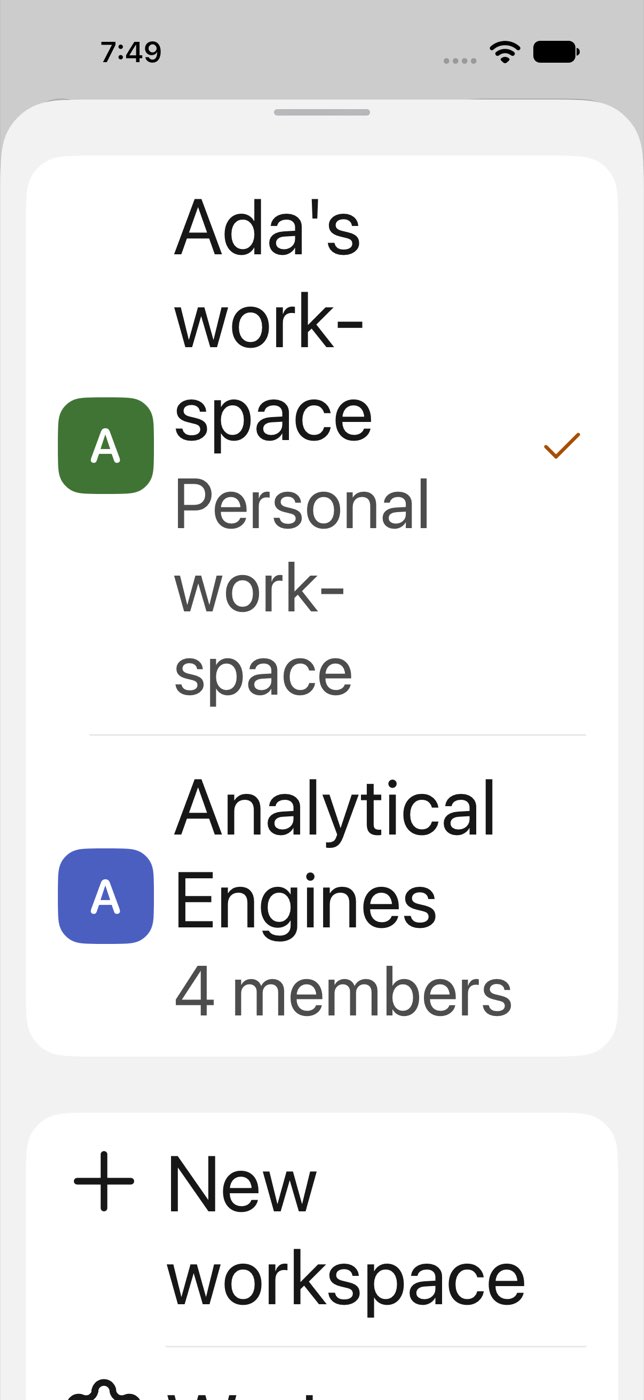 7:49
Ada's
work-
space
A
Personal
work-
space
Analytical
A
Engines
4 members
New
workspace